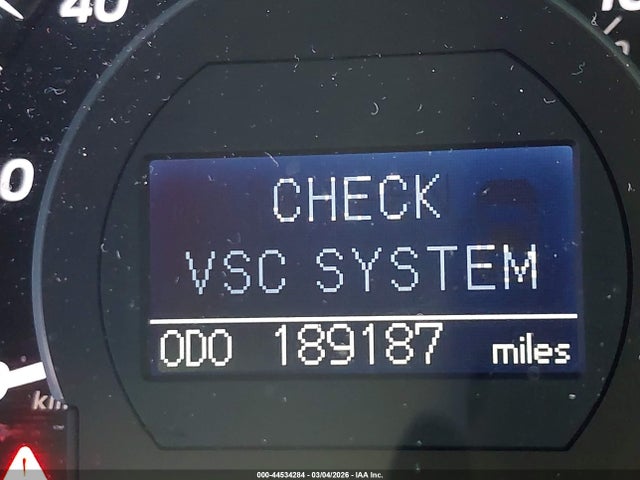 40
0
CHECK
VSC SYSTEM
ODO 189187 miles
000-44534284 - 03/04/2026 - IAA Inc.